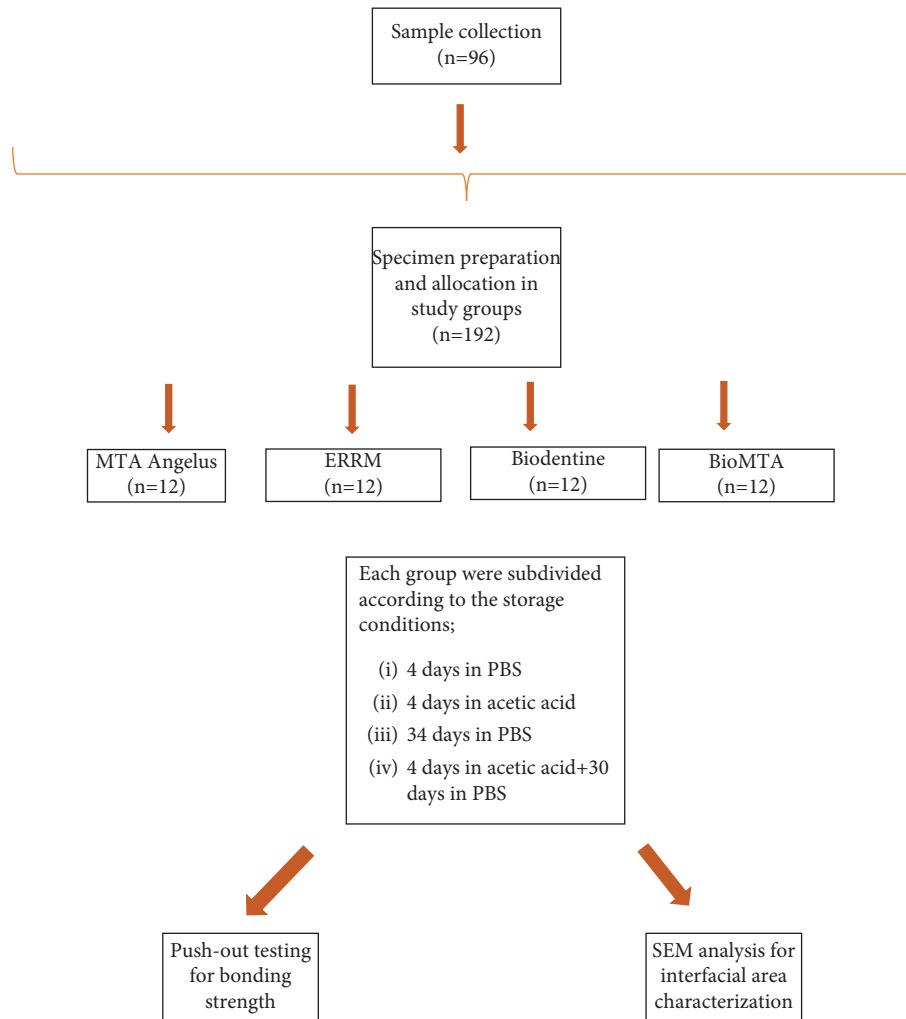 Sample collection
(n=96)
Specimen preparation
and allocation in
study groups
(n=192)
MTA Angelus
(n=12)
ERRM
(n=12)
Biodentine
(n=12)
BioMTA
(n=12)
Each group were subdivided
according to the storage
conditions;
(i) 4 days in PBS
(ii) 4 days in acetic acid
(iii) 34 days in PBS
(iv) 4 days in acetic acid+30
days in PBS
Push-out testing
for bonding
strength
SEM analysis for
interfacial area
characterization